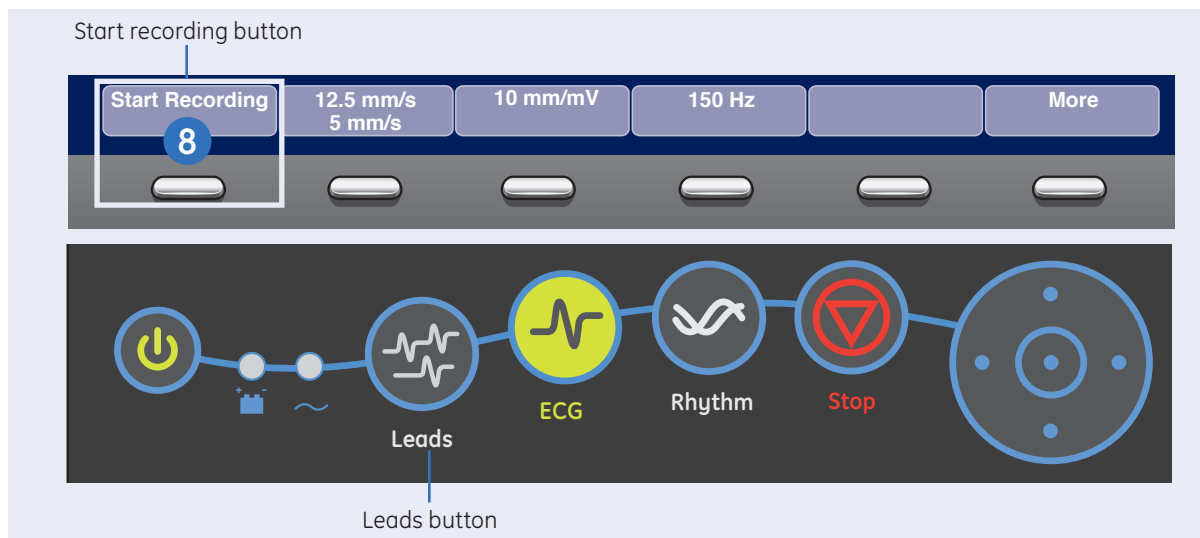 Start recording button
Start Recording
12.5 mm/s
5 mm/s
10 mm/mV
150 Hz
More
8
+ -
Leads
ECG
Rhythm
Stop
Leads button